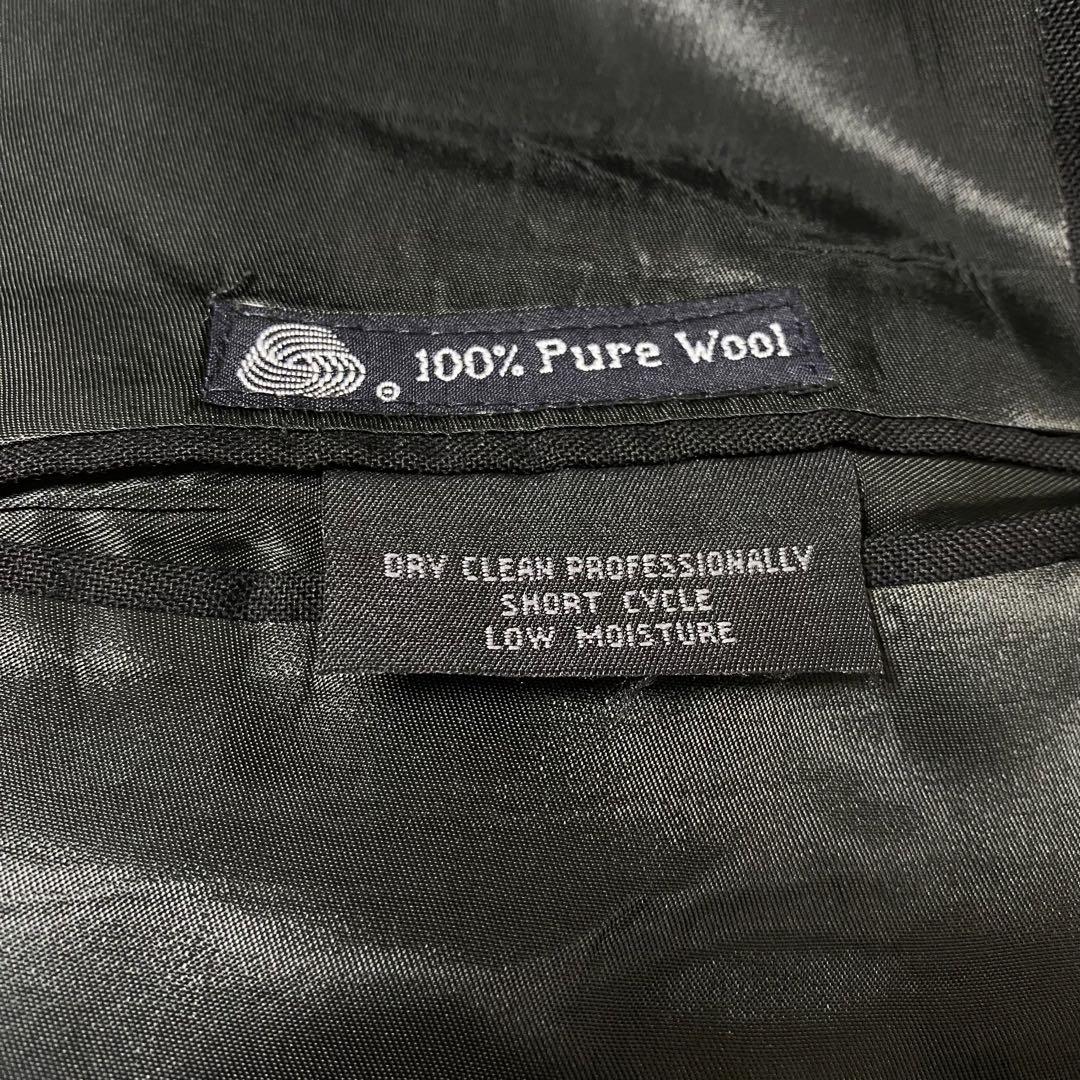 100% Pure Wool
DRY CLEAN PROFESSIONALLY
SHORT CYCLE
LOW MOISTURE